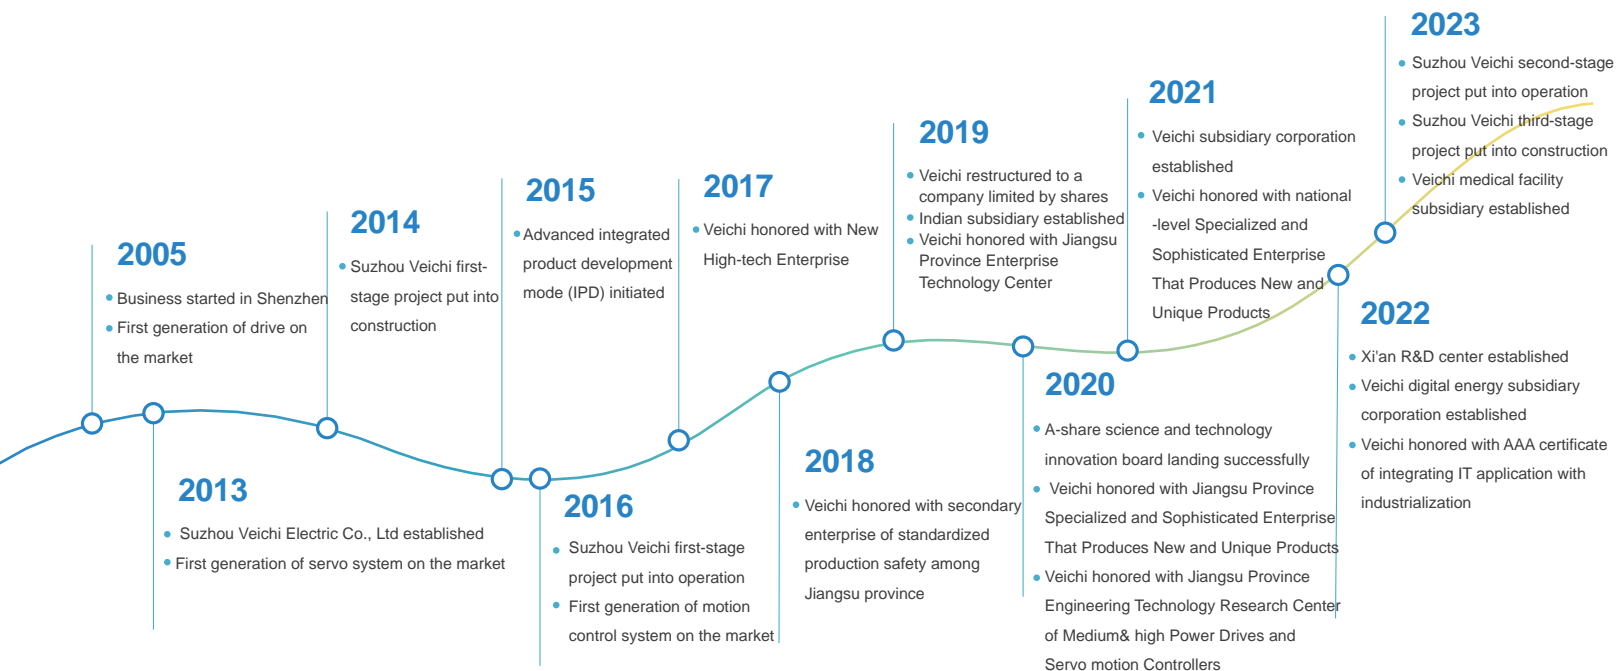 2005
Business started in Shenzhen
First generation of drive on
the market
2013
Suzhou Veichi Electric Co., Ltd established
First generation of servo system on the market
2014
Suzhou Veichi first-
stage project put into
construction
2015
Advanced integrated
product development
mode (IPD) initiated
2016
Suzhou Veichi first-stage
project put into operation
First generation of motion
control system on the market
2017
Veichi honored with New
High-tech Enterprise
2018
Veichi honored with secondary
enterprise of standardized
production safety among
Jiangsu province
2019
Veichi restructured to a
company limited by shares
Indian subsidiary established
Veichi honored with Jiangsu
Province Enterprise
Technology Center
2020
A-share science and technology
innovation board landing successfully
Veichi honored with Jiangsu Province
Specialized and Sophisticated Enterprise
That Produces New and Unique Products
Veichi honored with Jiangsu Province
Engineering Technology Research Center
of Medium& high Power Drives and
Servo motion Controllers
2021
Veichi subsidiary corporation
established
Veichi honored with national
-level Specialized and
Sophisticated Enterprise
That Produces New and
Unique Products
2022
Xi'an R&D center established
Veichi digital energy subsidiary
corporation established
Veichi honored with AAA certificate
of integrating IT application with
industrialization
2023
Suzhou Veichi second-stage
project put into operation
Suzhou Veichi third-stage
project put into construction
Veichi medical facility
subsidiary established